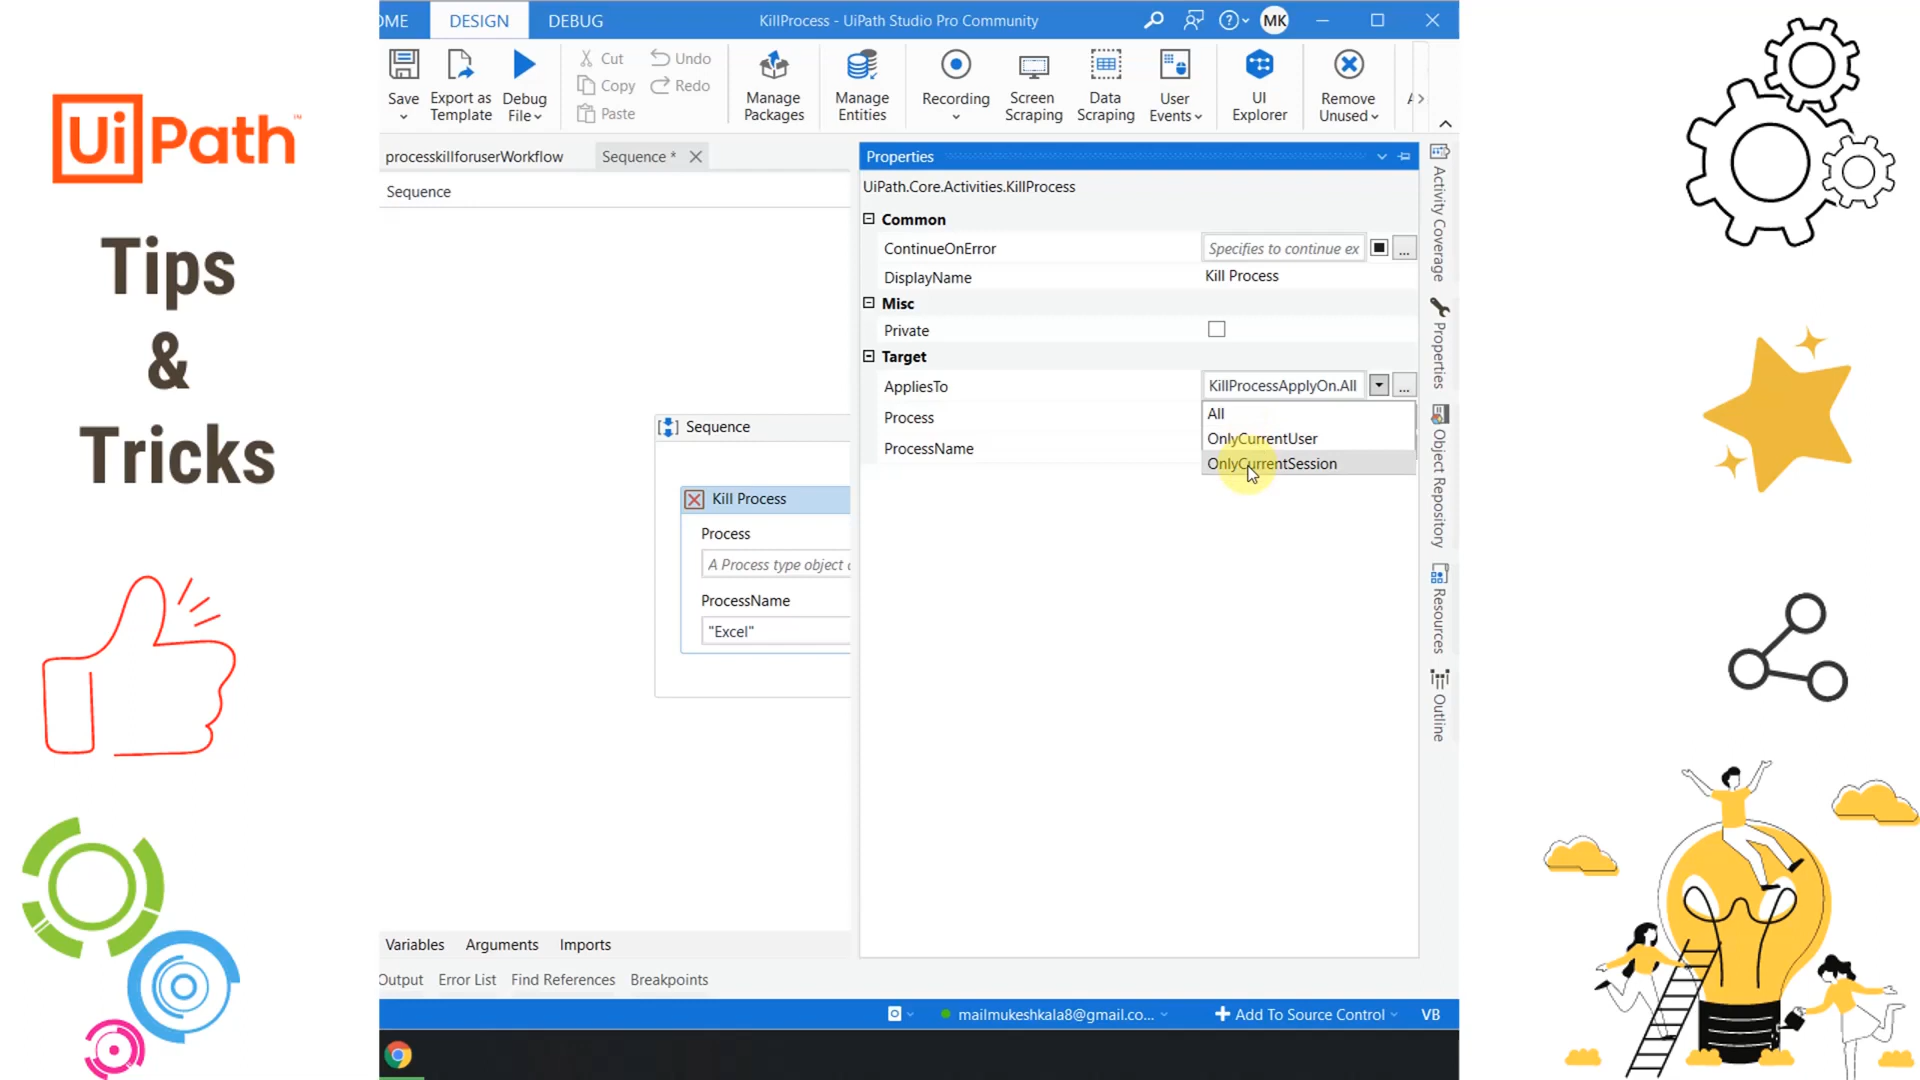 UiPath™
Tips
&
Tricks
OME
DESIGN
DEBUG
KillProcess - UiPath Studio Pro Community
MK
Save
Export as Template
Debug File
Cut
Copy
Paste
Undo
Redo
Manage Packages
Manage Entities
Recording
Screen Scraping
Data Scraping
User Events
UI Explorer
Remove Unused
processkillforuserWorkflow
Sequence *
Sequence
Sequence
Kill Process
Process
A Process type object
ProcessName
"Excel"
Properties
UiPath.Core.Activities.KillProcess
Common
ContinueOnError
Specifies to continue ex
...
DisplayName
Kill Process
Misc
Private
Target
AppliesTo
KillProcessApplyOn.All
...
Process
ProcessName
All
OnlyCurrentUser
OnlyCurrentSession
Activity Coverage
Properties
Object Repository
Resources
Outline
Variables
Arguments
Imports
Output
Error List
Find References
Breakpoints
mailmukeshkala8@gmail.co...
Add To Source Control
VB